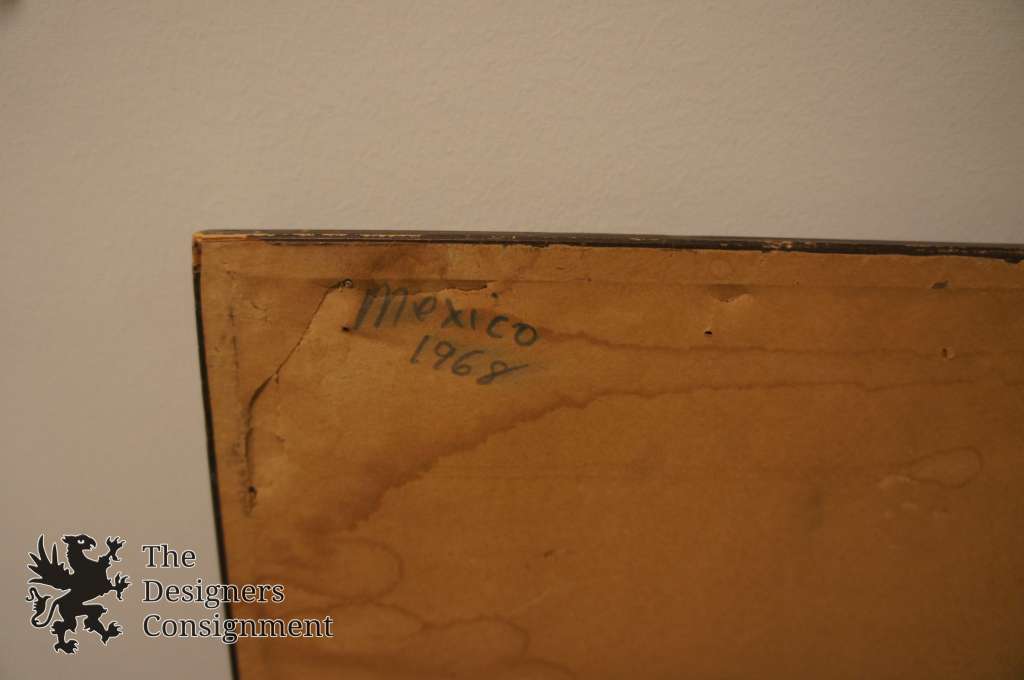 Mexico
1968
The
Designers
Consignment